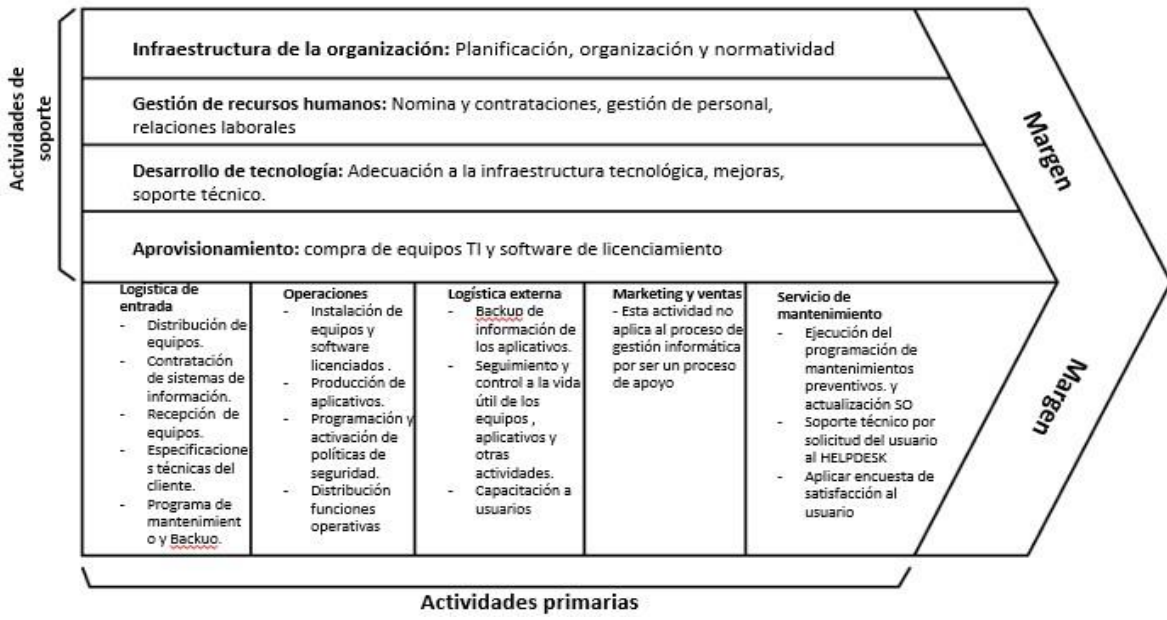 Actividades de
soporte
Infraestructura de la organización: Planificación, organización y normatividad
Gestión de recursos humanos: Nomina y contrataciones, gestión de personal,
relaciones laborales
Desarrollo de tecnología: Adecuación a la infraestructura tecnológica, mejoras,
soporte técnico.
Aprovisionamiento: compra de equipos TI y software de licenciamiento
Margen
Margen
Logística de
entrada
- Distribución de
equipos.
- Contratación
de sistemas de
información.
- Recepción de
equipos.
- Especificacione
s técnicas del
cliente.
- Programa de
mantenimient
o y Backuo.
Operaciones
- Instalación de
equipos y
software
licenciados .
- Producción de
aplicativos.
- Programación y
activación de
políticas de
seguridad.
- Distribución
funciones
operativas
Logística externa
- Backup de
información de
los aplicativos.
- Seguimiento y
control a la vida
útil de los
equipos ,
aplicativos y
otras
actividades.
- Capacitación a
usuarios
Marketing y ventas
- Esta actividad no
aplica al proceso de
gestión informática
por ser un proceso
de apoyo
Servicio de
mantenimiento
- Ejecución del
programación de
mantenimientos
preventivos. y
actualización SO
- Soporte técnico por
solicitud del usuario
al HELPDESK
- Aplicar encuesta de
satisfacción al
usuario
Actividades primarias